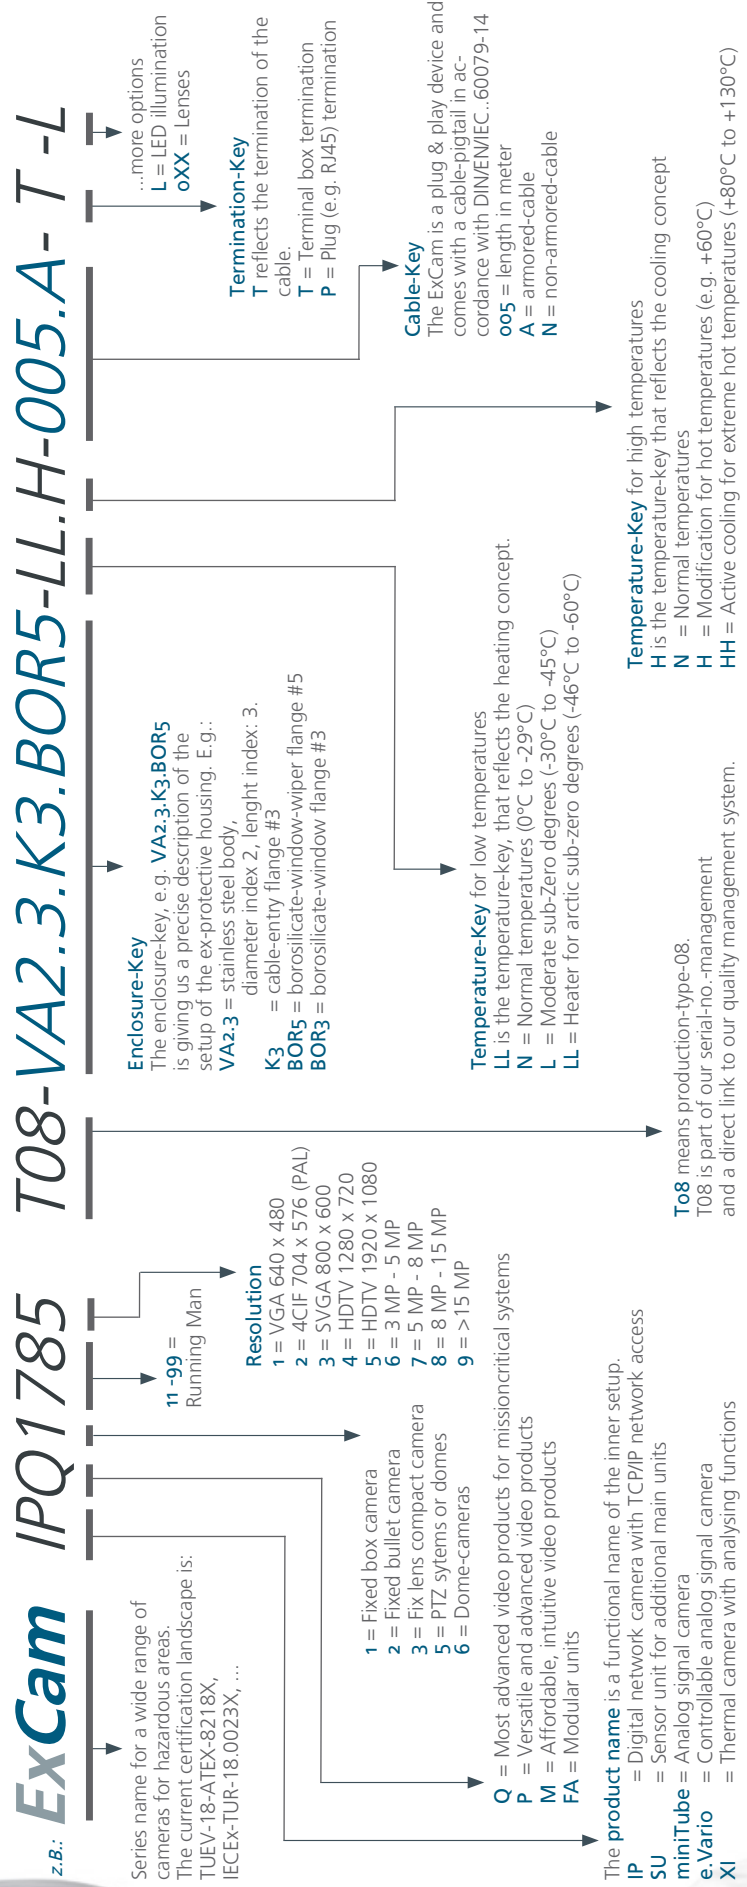 z.B.: ExCam IPQ1785 T08-VA2.3.K3.BOR5-LL.H-005.A- T -L
Series name for a wide range of
cameras for hazardous areas.
The current certification landscape is:
TUEV-18-ATEX-8218X,
IECEx-TUR-18.0023X, ...
The product name is a functional name of the inner setup.
IP = Digital network camera with TCP/IP network access
SU = Sensor unit for additional main units
miniTube = Analog signal camera
e.Vario = Controllable analog signal camera
XI = Thermal camera with analysing functions
Q = Most advanced video products for missioncritical systems
P = Versatile and advanced video products
M = Affordable, intuitive video products
FA = Modular units
1 = Fixed box camera
2 = Fixed bullet camera
3 = Fix lens compact camera
5 = PTZ sytems or domes
6 = Dome-cameras
11 -99 =
Running Man
Resolution
1 = VGA 640 x 480
2 = 4CIF 704 x 576 (PAL)
3 = SVGA 800 x 600
4 = HDTV 1280 x 720
5 = HDTV 1920 x 1080
6 = 3 MP - 5 MP
7 = 5 MP - 8 MP
8 = 8 MP - 15 MP
9 = >15 MP
T08 means production-type-08.
T08 is part of our serial-no.-management
and a direct link to our quality management system.
Enclosure-Key
The enclosure-key, e.g. VA2.3.K3.BOR5
is giving us a precise description of the
setup of the ex-protective housing. E.g.:
VA2.3 = stainless steel body,
diameter index 2, lenght index: 3.
K3 = cable-entry flange #3
BOR5 = borosilicate-window-wiper flange #5
BOR3 = borosilicate-window flange #3
Temperature-Key for low temperatures
LL is the temperature-key, that reflects the heating concept.
N = Normal temperatures (0°C to -29°C)
L = Moderate sub-Zero degrees (-30°C to -45°C)
LL = Heater for arctic sub-zero degrees (-46°C to -60°C)
Temperature-Key for high temperatures
H is the temperature-key that reflects the cooling concept
N = Normal temperatures
H = Modification for hot temperatures (e.g. +60°C)
HH = Active cooling for extreme hot temperatures (+80°C to +130°C)
Cable-Key
The ExCam is a plug & play device and
comes with a cable-pigtail in ac-
cordance with DIN/EN/IEC..60079-14
005 = length in meter
A = armored-cable
N = non-armored-cable
Termination-Key
T reflects the termination of the
cable.
T = Terminal box termination
P = Plug (e.g. RJ45) termination
...more options
L = LED illumination
0XX = Lenses